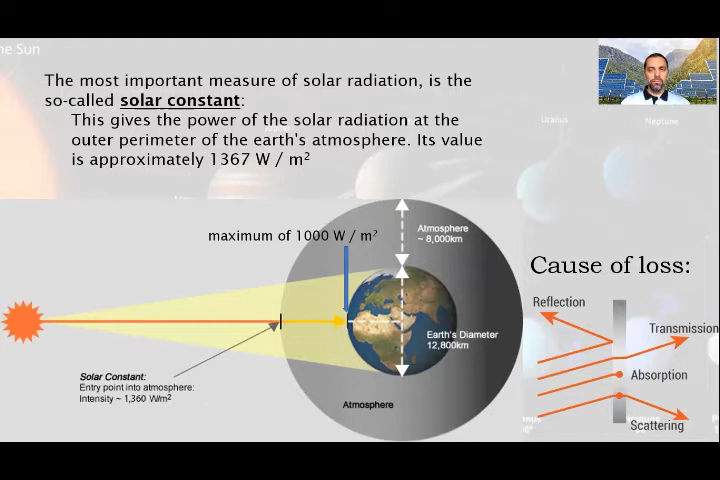 he Sun
The most important measure of solar radiation, is the
so-called solar constant:
This gives the power of the solar radiation at the
outer perimeter of the earth's atmosphere. Its value
is approximately 1367 W / m²
Uranus
Neptune
maximum of 1000 W / m²
Atmosphere
~ 8,000km
Cause of loss:
Reflection
Transmission
Earth's Diameter
12,800km
Absorption
Solar Constant:
Entry point into atmosphere:
Intensity ~ 1,360 W/m²
Atmosphere
Scattering